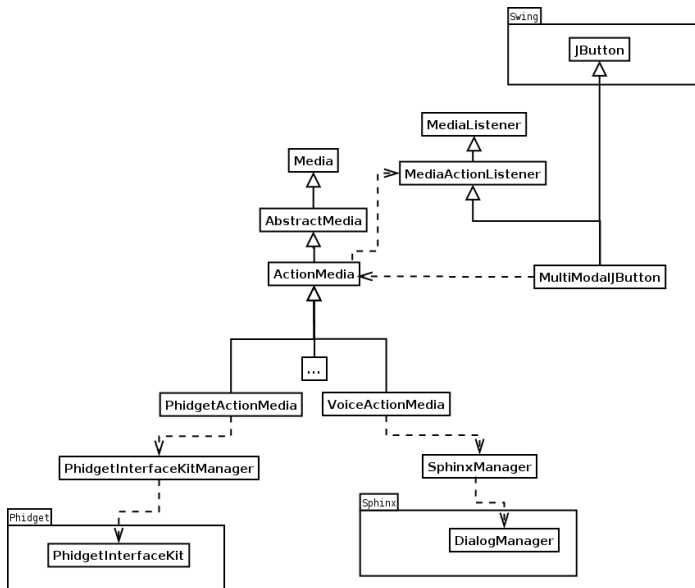 Swing
JButton
MediaListener
Media
MediaActionListener
AbstractMedia
ActionMedia
MultiModalJButton
...
PhidgetActionMedia
VoiceActionMedia
PhidgetInterfaceKitManager
SphinxManager
Phidget
Sphinx
PhidgetInterfaceKit
DialogManager